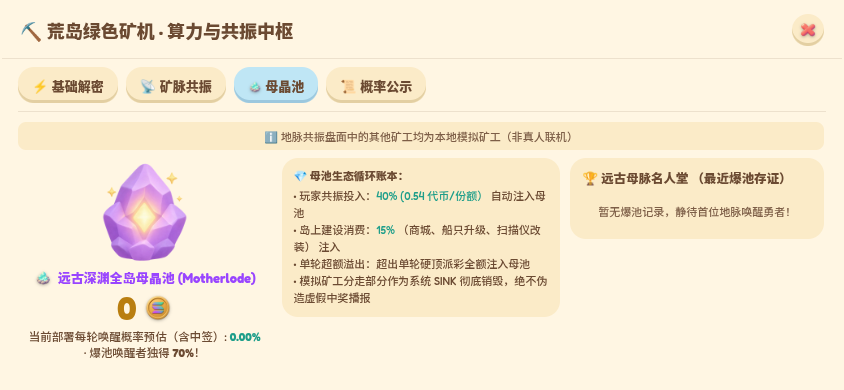 荒岛绿色矿机 · 算力与共振中枢
基础解密
矿脉共振
母晶池
概率公示
地脉共振盘面中的其他矿工均为本地模拟矿工（非真人联机）
远古深渊全岛母晶池 (Motherlode)
0
当前部署每轮唤醒概率预估（含中签）: 0.00%
· 爆池唤醒者独得 70%!
母池生态循环账本：
• 玩家共振投入： 40% (0.54 代币/份额) 自动注入母
池
• 岛上建设消费： 15% （商城、船只升级、扫描仪改
装） 注入
• 单轮超额溢出：超出单轮硬顶派彩全额注入母池
• 模拟矿工分走部分作为系统 SINK 彻底销毁，绝不伪
造虚假中奖播报
远古母脉名人堂 （最近爆池存证）
暂无爆池记录，静待首位地脉唤醒勇者！